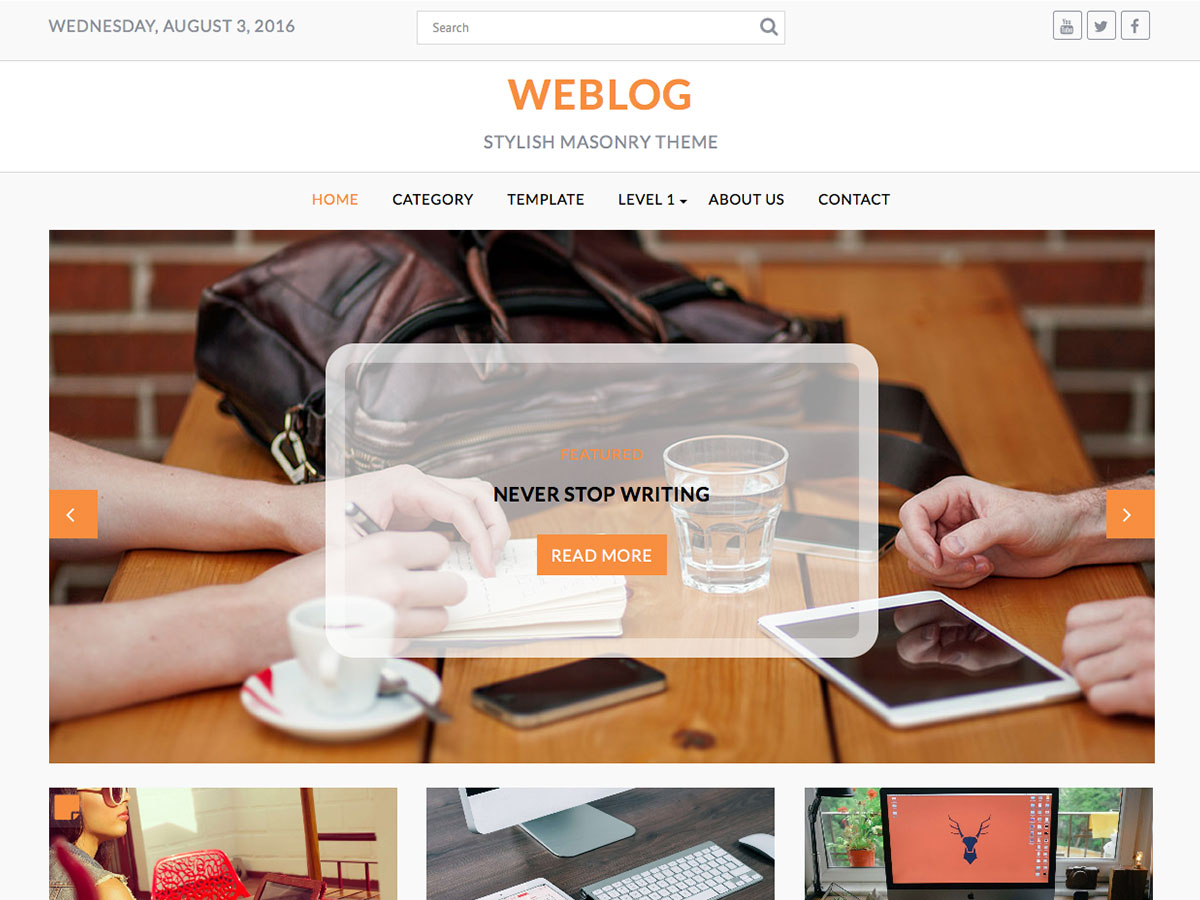 WEDNESDAY, AUGUST 3, 2016
Search
WEBLOG
STYLISH MASONRY THEME
HOME CATEGORY TEMPLATE LEVEL 1 ABOUT US CONTACT
FEATURED
NEVER STOP WRITING
READ MORE